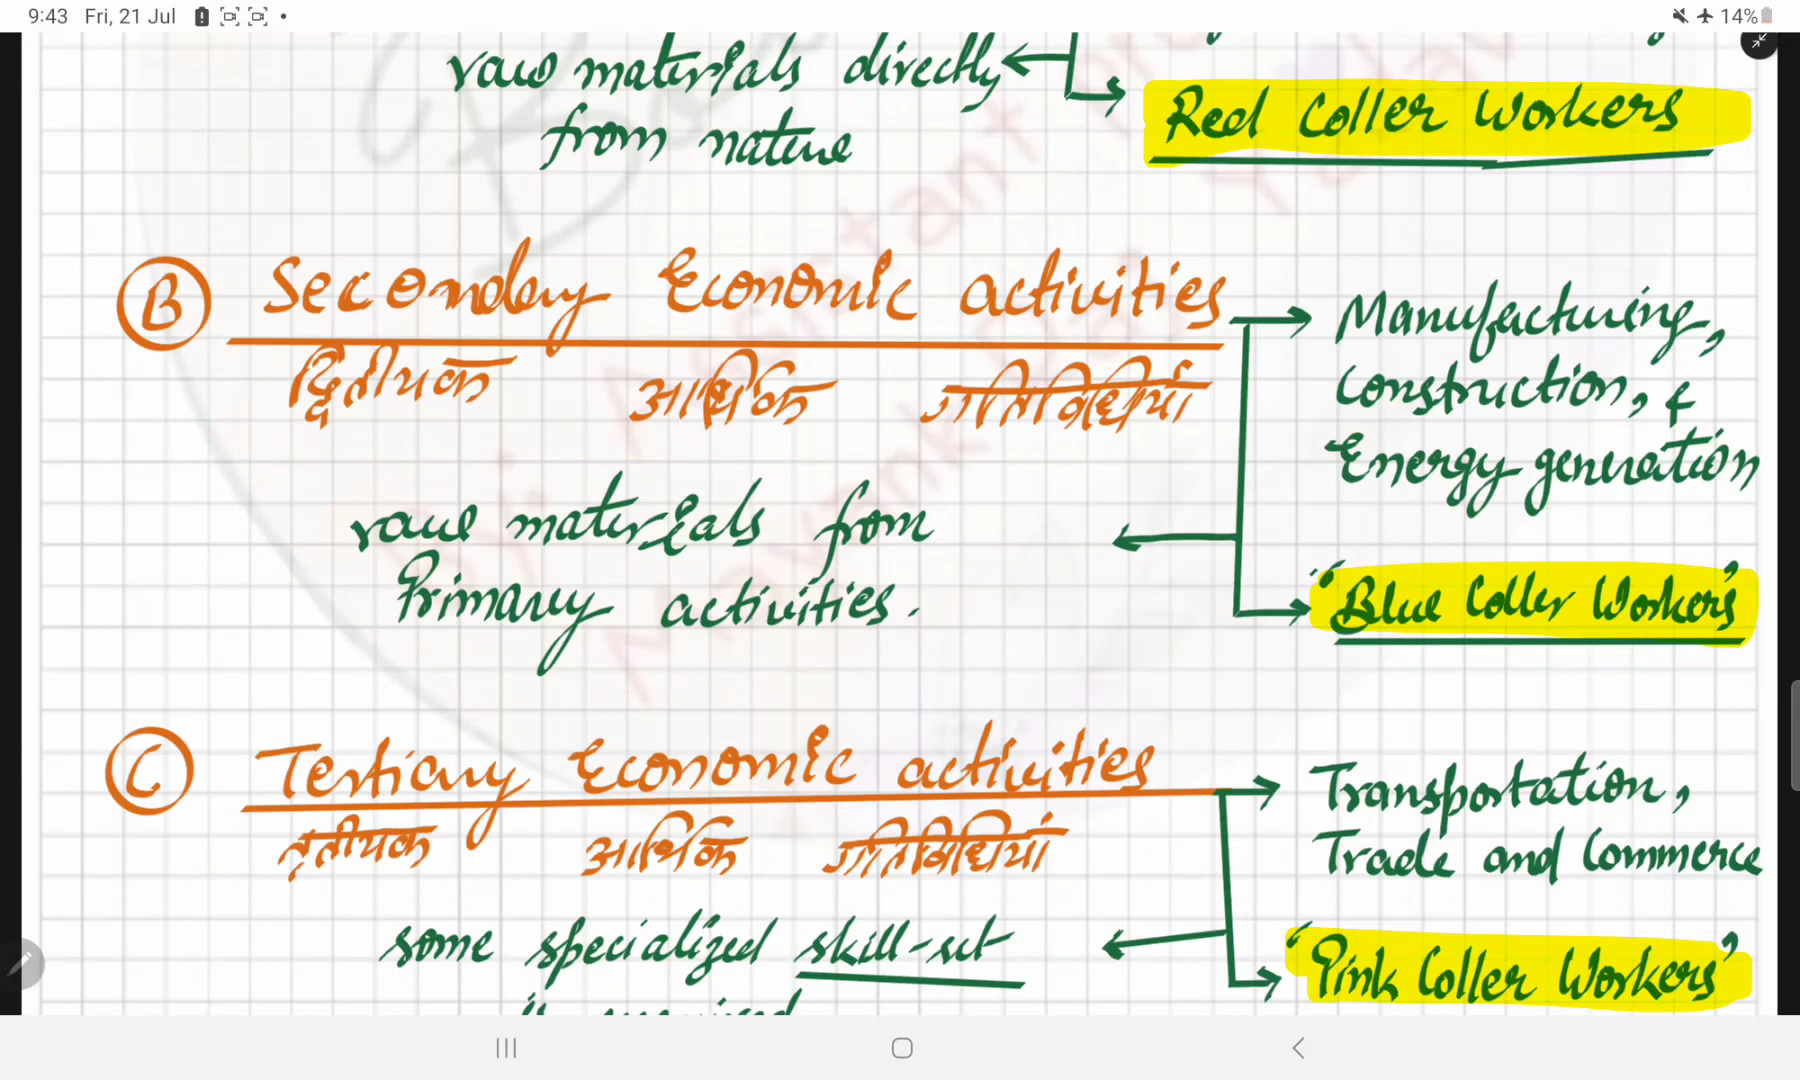 9:43 Fri, 21 Jul
14%
raw materials directly
from nature
Red Coller Workers
B Secondary Economic activities
द्वितीयक आर्थिक गतिविधियां
Manufacturing,
Construction, &
Energy generation
raw materials from
Primary activities.
"Blue Coller Workers"
C Tertiary Economic activities
तृतीयक आर्थिक गतिविधियां
Transportation,
Trade and Commerce
some specialized skill-set
"Pink Coller Workers"